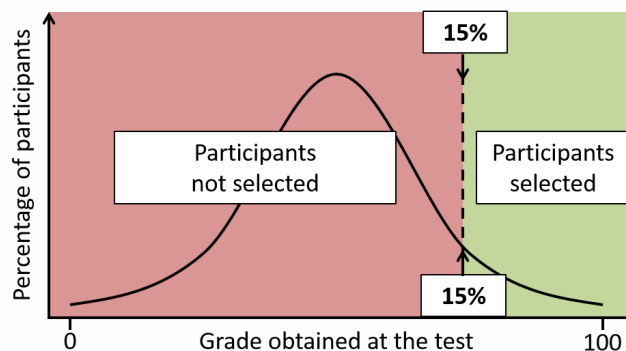 Percentage of participants
15%
Participants
not selected
Participants
selected
15%
0
Grade obtained at the test
100